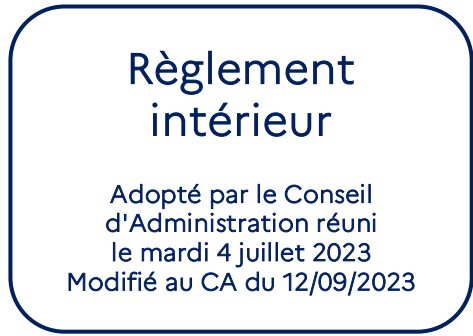 Règlement
intérieur
Adopté par le Conseil
d'Administration réuni
le mardi 4 juillet 2023
Modifié au CA du 12/09/2023